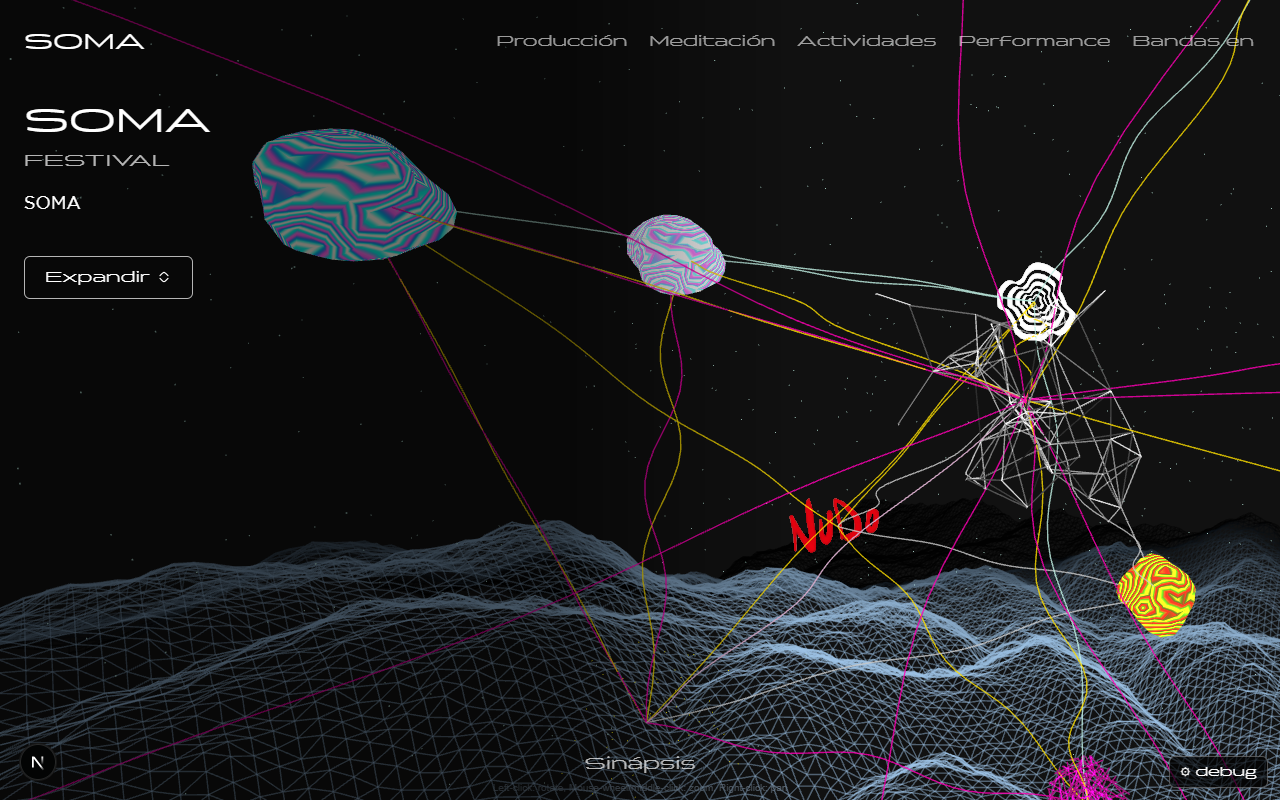 SOMA
Producción Meditación Actividades Performance Bandas en
SOMA
FESTIVAL
SOMA
Expandir
NuDo
Sinápsis
N
debug